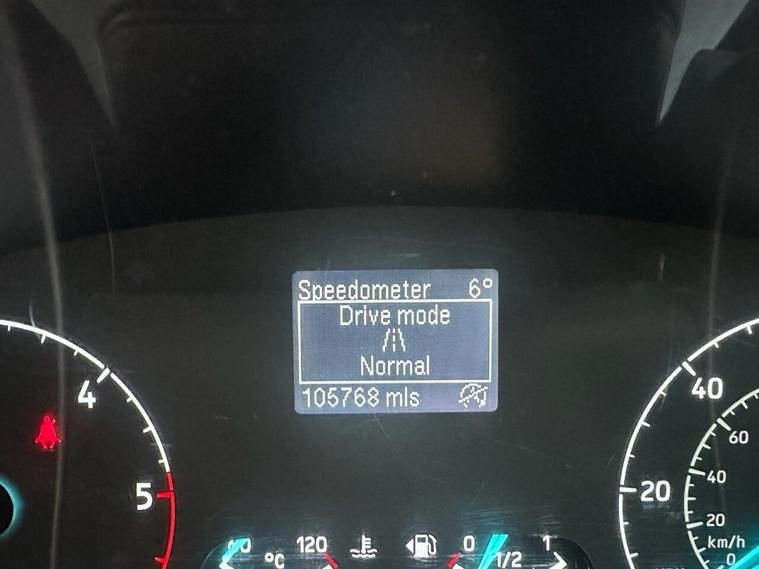 Speedometer 6°
Drive mode
Normal
105768 mls
4
5
40
20
60
40
20
km/h
0
120
°C
0
1/2
1